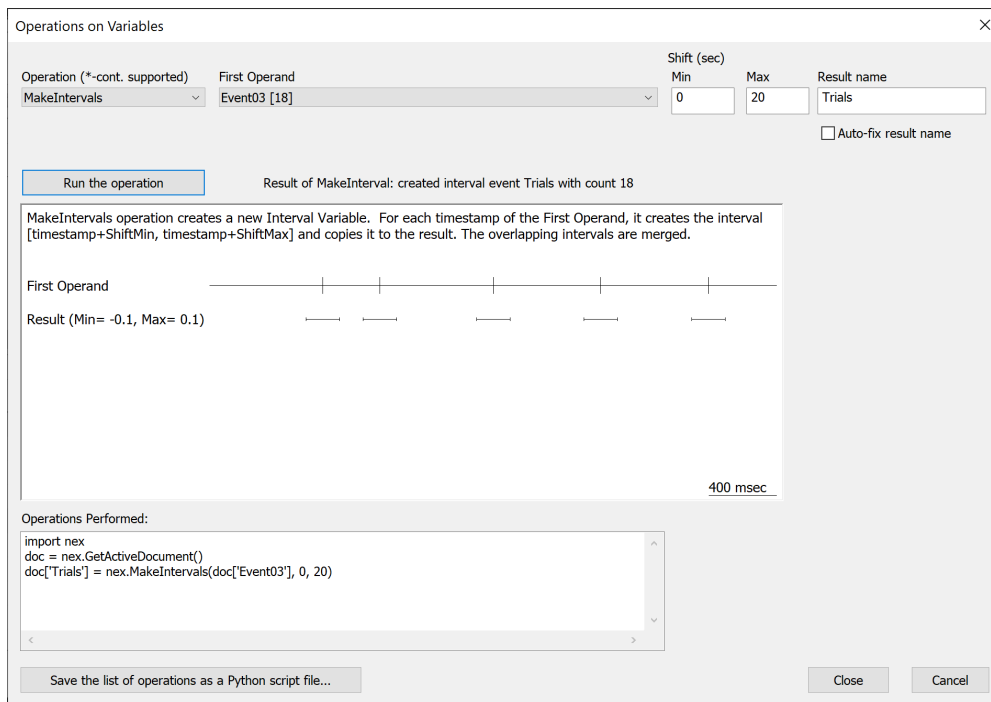 Operations on Variables
Shift (sec)
Operation (*-cont. supported) First Operand Min Max Result name
MakeIntervals Event03 [18] 0 20 Trials
Auto-fix result name
Run the operation Result of MakeInterval: created interval event Trials with count 18
MakeIntervals operation creates a new Interval Variable.  For each timestamp of the First Operand, it creates the interval
[timestamp+ShiftMin, timestamp+ShiftMax] and copies it to the result. The overlapping intervals are merged.
First Operand
Result (Min= -0.1, Max= 0.1)
400 msec
Operations Performed:
import nex
doc = nex.GetActiveDocument()
doc['Trials'] = nex.MakeIntervals(doc['Event03'], 0, 20)
Save the list of operations as a Python script file... Close Cancel